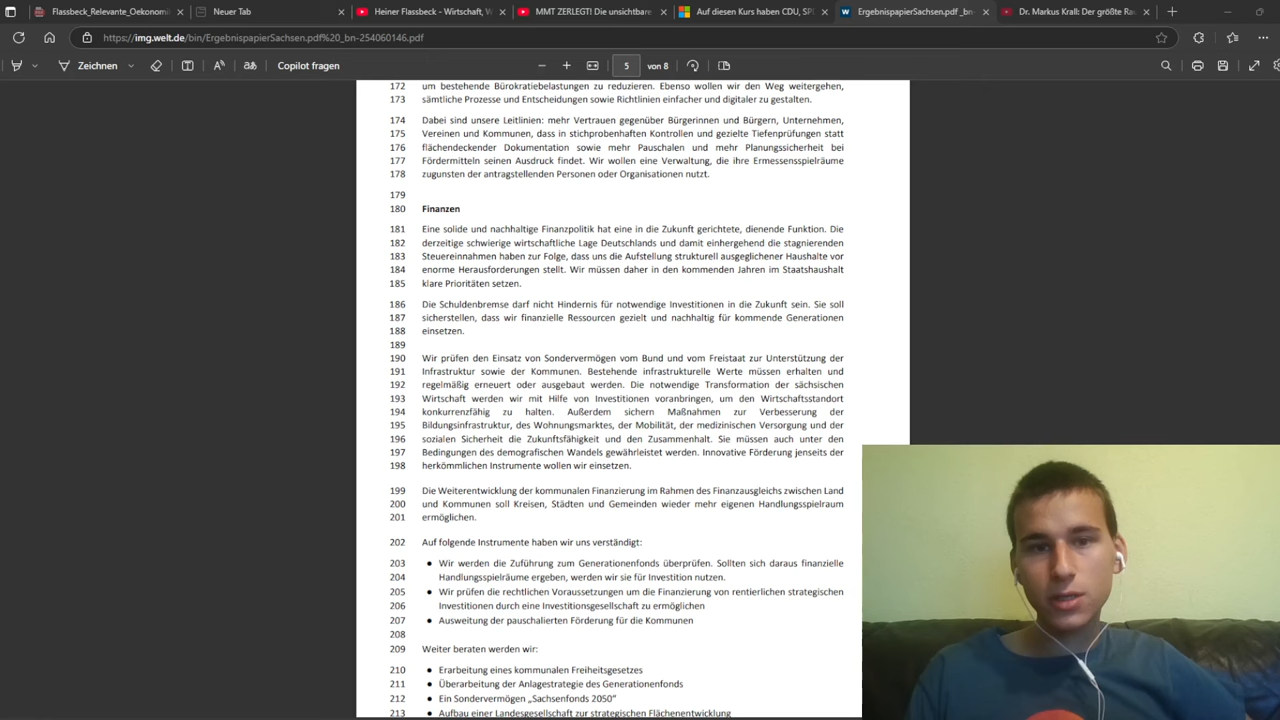 Flassbeck_Relevante_Oekonomik
Neuer Tab
Heiner Flassbeck - Wirtschaft, W
MMT ZERLEGT! Die unsichtbare
Auf diesen Kurs haben CDU, SP
ErgebnispapierSachsen.pdf _bn-
Dr. Markus Krall: Der größte Ra
https://img.welt.de/bin/ErgebnispapierSachsen.pdf%20_bn-254060146.pdf
Zeichnen
Copilot fragen
5 von 8
172 um bestehende Bürokratiebelastungen zu reduzieren. Ebenso wollen wir den Weg weitergehen,
173 sämtliche Prozesse und Entscheidungen sowie Richtlinien einfacher und digitaler zu gestalten.
174 Dabei sind unsere Leitlinien: mehr Vertrauen gegenüber Bürgerinnen und Bürgern, Unternehmen,
175 Vereinen und Kommunen, dass in stichprobenhaften Kontrollen und gezielte Tiefenprüfungen statt
176 flächendeckender Dokumentation sowie mehr Pauschalen und mehr Planungssicherheit bei
177 Fördermitteln seinen Ausdruck findet. Wir wollen eine Verwaltung, die ihre Ermessensspielräume
178 zugunsten der antragstellenden Personen oder Organisationen nutzt.
179
180 Finanzen
181 Eine solide und nachhaltige Finanzpolitik hat eine in die Zukunft gerichtete, dienende Funktion. Die
182 derzeitige schwierige wirtschaftliche Lage Deutschlands und damit einhergehend die stagnierenden
183 Steuereinnahmen haben zur Folge, dass uns die Aufstellung strukturell ausgeglichener Haushalte vor
184 enorme Herausforderungen stellt. Wir müssen daher in den kommenden Jahren im Staatshaushalt
185 klare Prioritäten setzen.
186 Die Schuldenbremse darf nicht Hindernis für notwendige Investitionen in die Zukunft sein. Sie soll
187 sicherstellen, dass wir finanzielle Ressourcen gezielt und nachhaltig für kommende Generationen
188 einsetzen.
189
190 Wir prüfen den Einsatz von Sondervermögen vom Bund und vom Freistaat zur Unterstützung der
191 Infrastruktur sowie der Kommunen. Bestehende infrastrukturelle Werte müssen erhalten und
192 regelmäßig erneuert oder ausgebaut werden. Die notwendige Transformation der sächsischen
193 Wirtschaft werden wir mit Hilfe von Investitionen voranbringen, um den Wirtschaftsstandort
194 konkurrenzfähig zu halten. Außerdem sichern Maßnahmen zur Verbesserung der
195 Bildungsinfrastruktur, des Wohnungsmarktes, der Mobilität, der medizinischen Versorgung und der
196 sozialen Sicherheit die Zukunftsfähigkeit und den Zusammenhalt. Sie müssen auch unter den
197 Bedingungen des demografischen Wandels gewährleistet werden. Innovative Förderung jenseits der
198 herkömmlichen Instrumente wollen wir einsetzen.
199 Die Weiterentwicklung der kommunalen Finanzierung im Rahmen des Finanzausgleichs zwischen Land
200 und Kommunen soll Kreisen, Städten und Gemeinden wieder mehr eigenen Handlungsspielraum
201 ermöglichen.
202 Auf folgende Instrumente haben wir uns verständigt:
203 ● Wir werden die Zuführung zum Generationenfonds überprüfen. Sollten sich daraus finanzielle
204 Handlungsspielräume ergeben, werden wir sie für Investition nutzen.
205 ● Wir prüfen die rechtlichen Voraussetzungen um die Finanzierung von rentierlichen strategischen
206 Investitionen durch eine Investitionsgesellschaft zu ermöglichen
207 ● Ausweitung der pauschalierten Förderung für die Kommunen
208
209 Weiter beraten werden wir:
210 ● Erarbeitung eines kommunalen Freiheitsgesetzes
211 ● Überarbeitung der Anlagestrategie des Generationenfonds
212 ● Ein Sondervermögen „Sachsenfonds 2050"
213 ● Aufbau einer Landesgesellschaft zur strategischen Flächenentwicklung